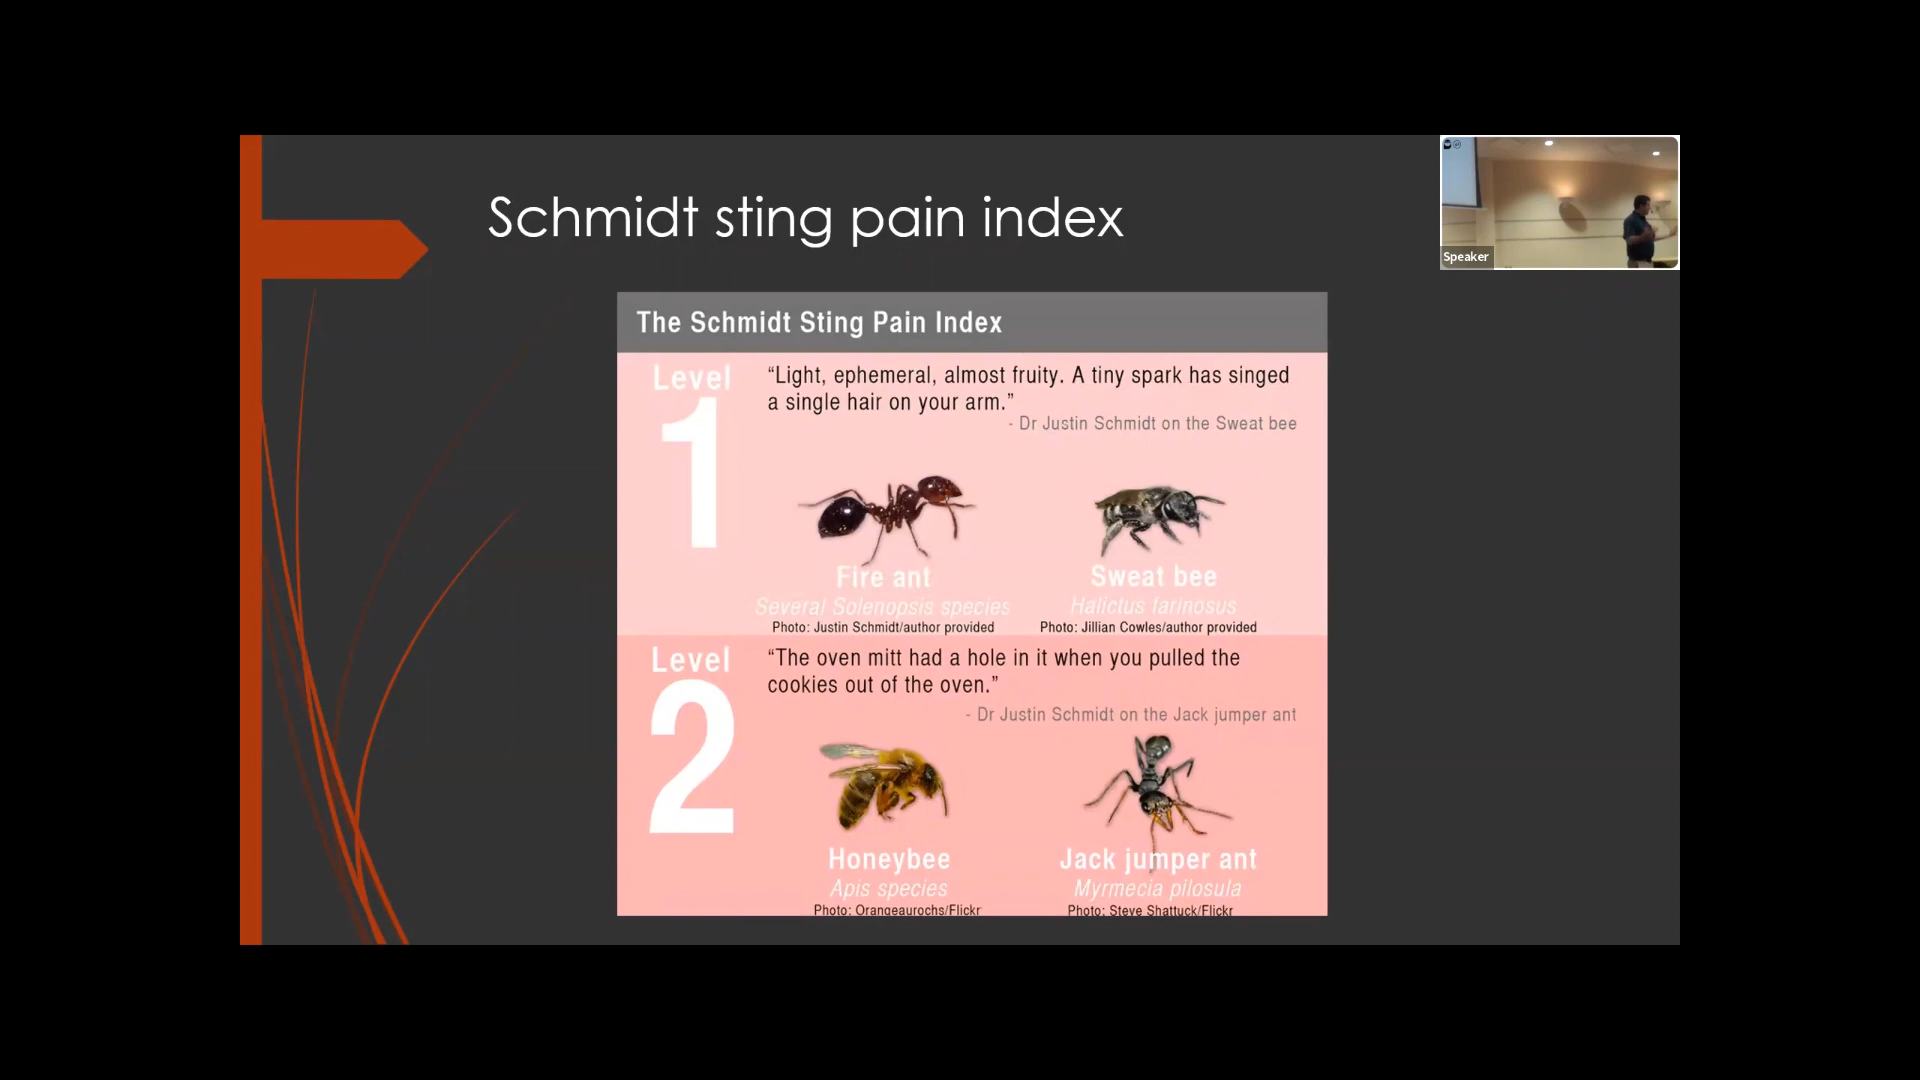 Schmidt sting pain index
Speaker
The Schmidt Sting Pain Index
Level
1
“Light, ephemeral, almost fruity. A tiny spark has singed
a single hair on your arm.”
- Dr Justin Schmidt on the Sweat bee
Fire ant
Several Solenopsis species
Photo: Justin Schmidt/author provided
Sweat bee
Halictus farinosus
Photo: Jillian Cowles/author provided
Level
2
“The oven mitt had a hole in it when you pulled the
cookies out of the oven.”
- Dr Justin Schmidt on the Jack jumper ant
Honeybee
Apis species
Photo: Orangeaurochs/Flickr
Jack jumper ant
Myrmecia pilosula
Photo: Steve Shattuck/Flickr